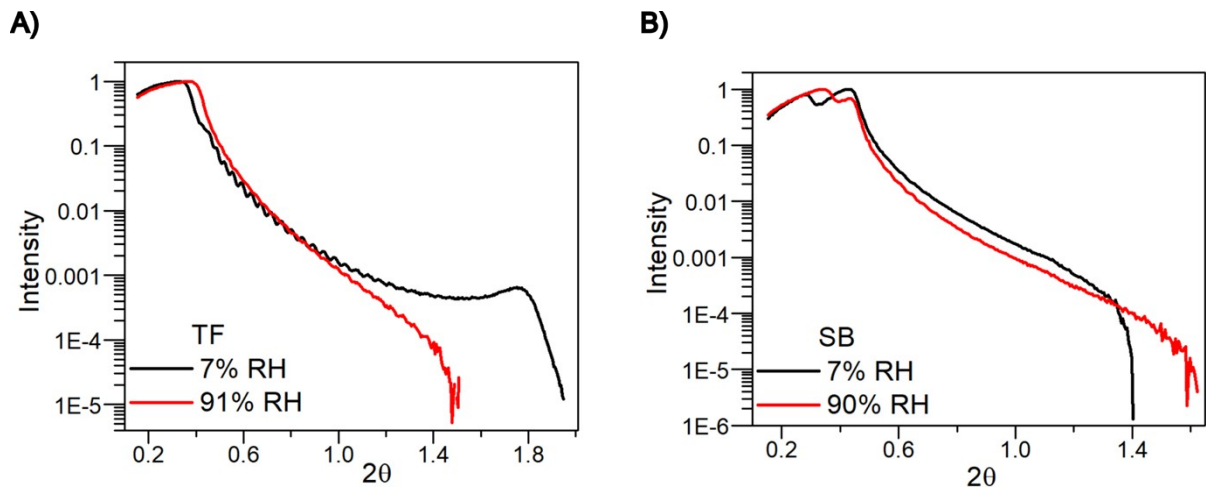 A)
B)
1
0.1
0.01
0.001
1E-4
1E-5
Intensity
TF
7% RH
91% RH
0.2 0.6 1.0 1.4 1.8
2θ
1
0.1
0.01
0.001
1E-4
1E-5
1E-6
Intensity
SB
7% RH
90% RH
0.2 0.6 1.0 1.4
2θ